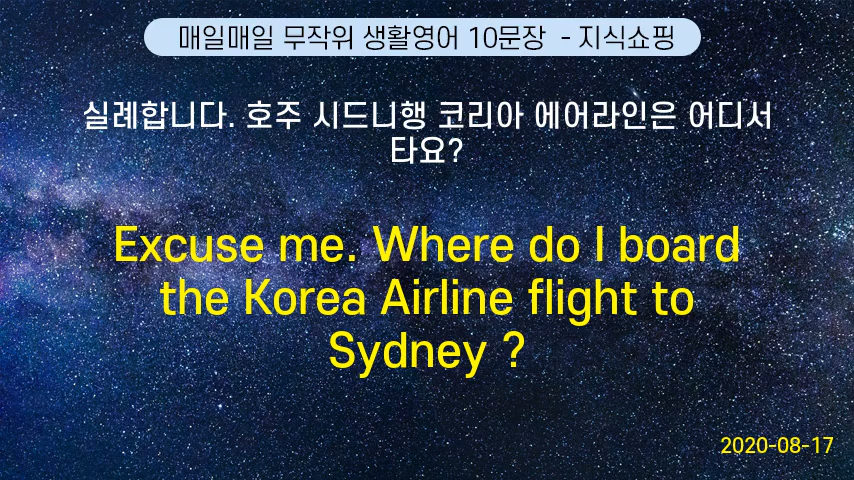 매일매일 무작위 생활영어 10문장 - 지식쇼핑
실례합니다. 호주 시드니행 코리아 에어라인은 어디서
타요?
Excuse me. Where do I board
the Korea Airline flight to
Sydney ?
2020-08-17